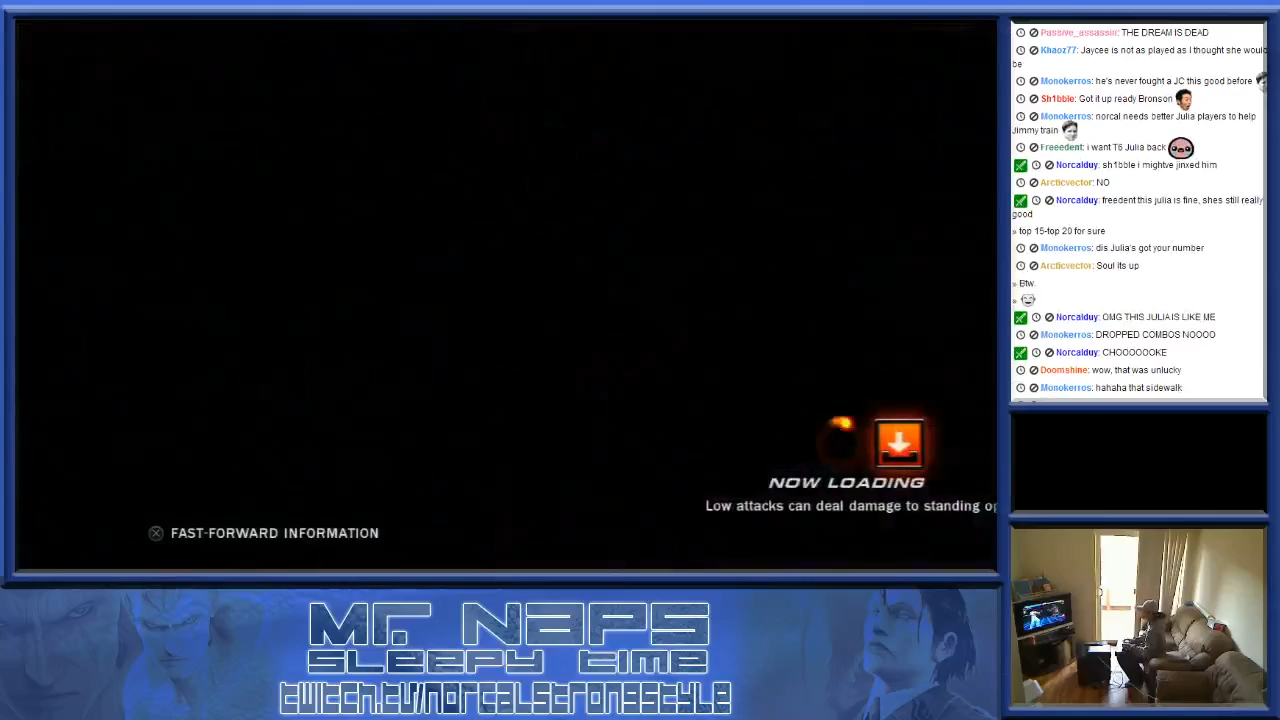 Passive_assassin: THE DREAM IS DEAD
Khaoz77: Jaycee is not as played as I thought she would
be
Monokerros: he's never fought a JC this good before
Sh1bble: Got it up ready Bronson
Monokerros: norcal needs better Julia players to help
Jimmy train
Freeedent: i want T6 Julia back
Norcalduy: sh1bble i mightve jinxed him
Arcticvector: NO
Norcalduy: freedent this julia is fine, shes still really
good
» top 15-top 20 for sure
Monokerros: dis Julia's got your number
Arcticvector: Soul its up
» Btw.
»
Norcalduy: OMG THIS JULIA IS LIKE ME
Monokerros: DROPPED COMBOS NOOOO
Norcalduy: CHOOOOOOKE
Doomshine: wow, that was unlucky
Monokerros: hahaha that sidewalk
NOW LOADING
Low attacks can deal damage to standing op
FAST-FORWARD INFORMATION
Mr. Naps
Sleepy Time
twitch.tv/norcalstrongstyle